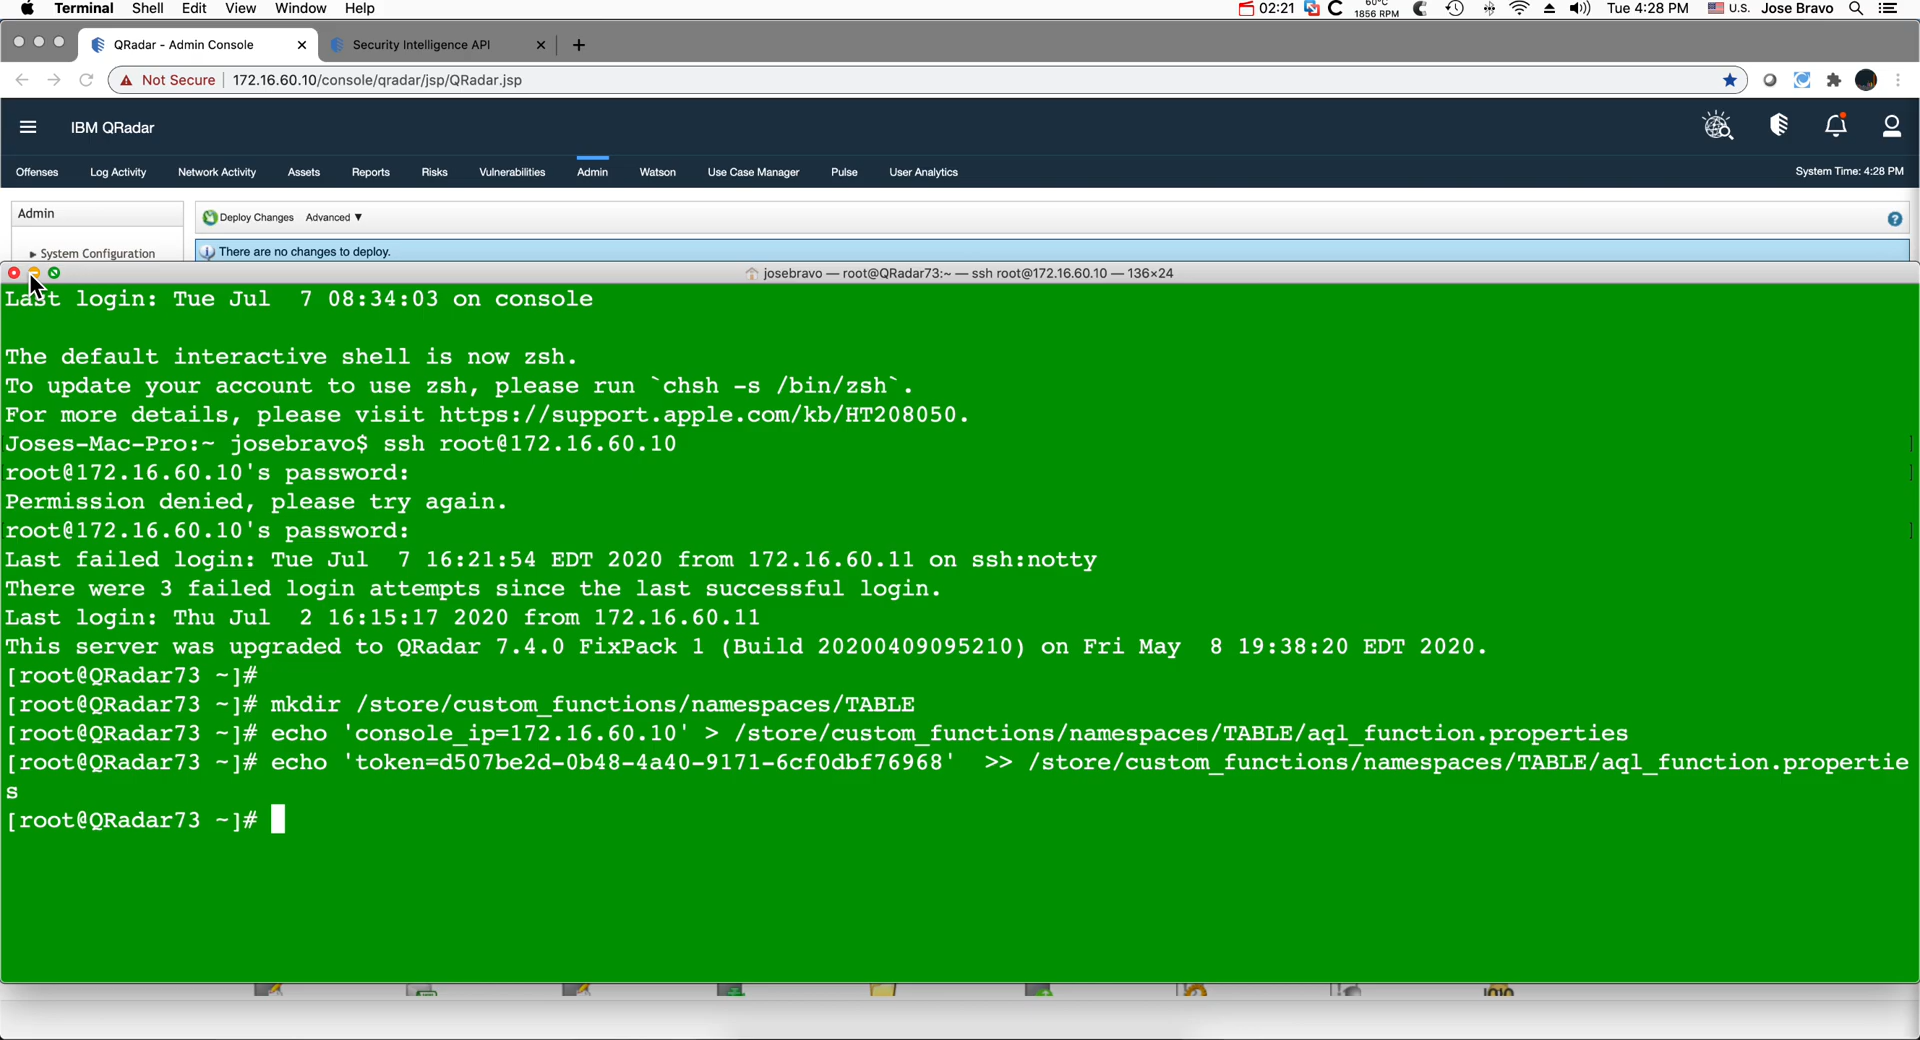 Terminal Shell Edit View Window Help 02:21 60°C 1856 RPM Tue 4:28 PM U.S. Jose Bravo
QRadar - Admin Console Security Intelligence API
Not Secure 172.16.60.10/console/qradar/jsp/QRadar.jsp
IBM QRadar
Offenses Log Activity Network Activity Assets Reports Risks Vulnerabilities Admin Watson Use Case Manager Pulse User Analytics System Time: 4:28 PM
Admin Deploy Changes Advanced ▼
System Configuration There are no changes to deploy.
josebravo — root@QRadar73:~ — ssh root@172.16.60.10 — 136×24
Last login: Tue Jul  7 08:34:03 on console
The default interactive shell is now zsh.
To update your account to use zsh, please run `chsh -s /bin/zsh`.
For more details, please visit https://support.apple.com/kb/HT208050.
Joses-Mac-Pro:~ josebravo$ ssh root@172.16.60.10
root@172.16.60.10's password:
Permission denied, please try again.
root@172.16.60.10's password:
Last failed login: Tue Jul  7 16:21:54 EDT 2020 from 172.16.60.11 on ssh:notty
There were 3 failed login attempts since the last successful login.
Last login: Thu Jul  2 16:15:17 2020 from 172.16.60.11
This server was upgraded to QRadar 7.4.0 FixPack 1 (Build 20200409095210) on Fri May  8 19:38:20 EDT 2020.
[root@QRadar73 ~]#
[root@QRadar73 ~]# mkdir /store/custom_functions/namespaces/TABLE
[root@QRadar73 ~]# echo 'console_ip=172.16.60.10' > /store/custom_functions/namespaces/TABLE/aql_function.properties
[root@QRadar73 ~]# echo 'token=d507be2d-0b48-4a40-9171-6cf0dbf76968'  >> /store/custom_functions/namespaces/TABLE/aql_function.propertie
s
[root@QRadar73 ~]#